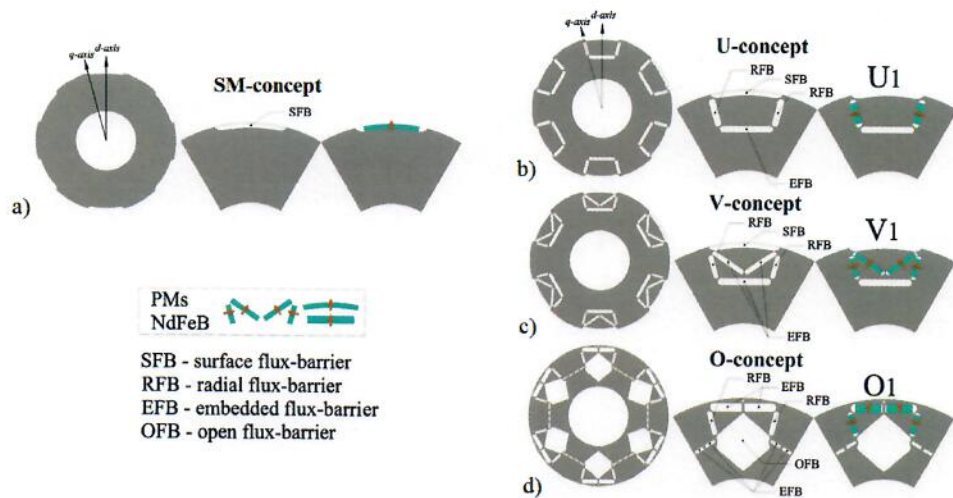 q-axis d-axis
SM-concept
SFB
a)
PMs
NdFeB
SFB - surface flux-barrier
RFB - radial flux-barrier
EFB - embedded flux-barrier
OFB - open flux-barrier
q-axis d-axis
U-concept
RFB
SFB
RFB
U1
EFB
b)
V-concept
RFB
SFB
RFB
V1
EFB
c)
O-concept
RFB
EFB
RFB
O1
OFB
EFB
d)